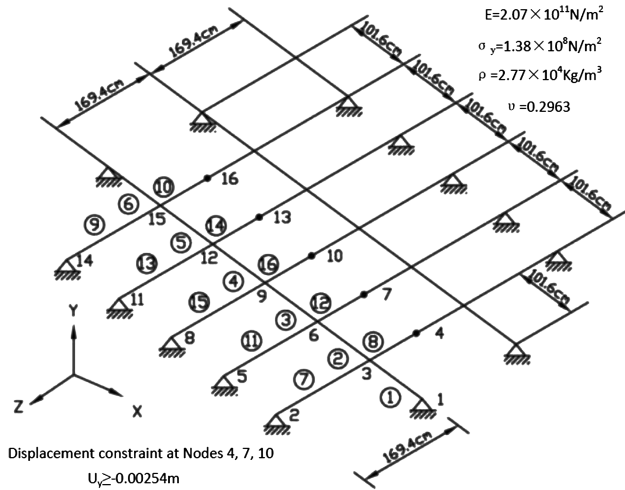 E=2.07×10¹¹N/m²
σ y=1.38×10⁸N/m²
ρ =2.77×10⁴Kg/m³
υ =0.2963
169.4cm
169.4cm
101.6cm
101.6cm
101.6cm
101.6cm
101.6cm
101.6cm
169.4cm
⑩ 16
⑥
15
⑨
14
⑭ 13
⑤
12
⑬
11
⑯ 10
④
9
⑮
8
⑫ 7
③
6
⑪
5
⑧ 4
②
3
⑦
2
① 1
Y
Z
X
Displacement constraint at Nodes 4, 7, 10
Uy≥-0.00254m